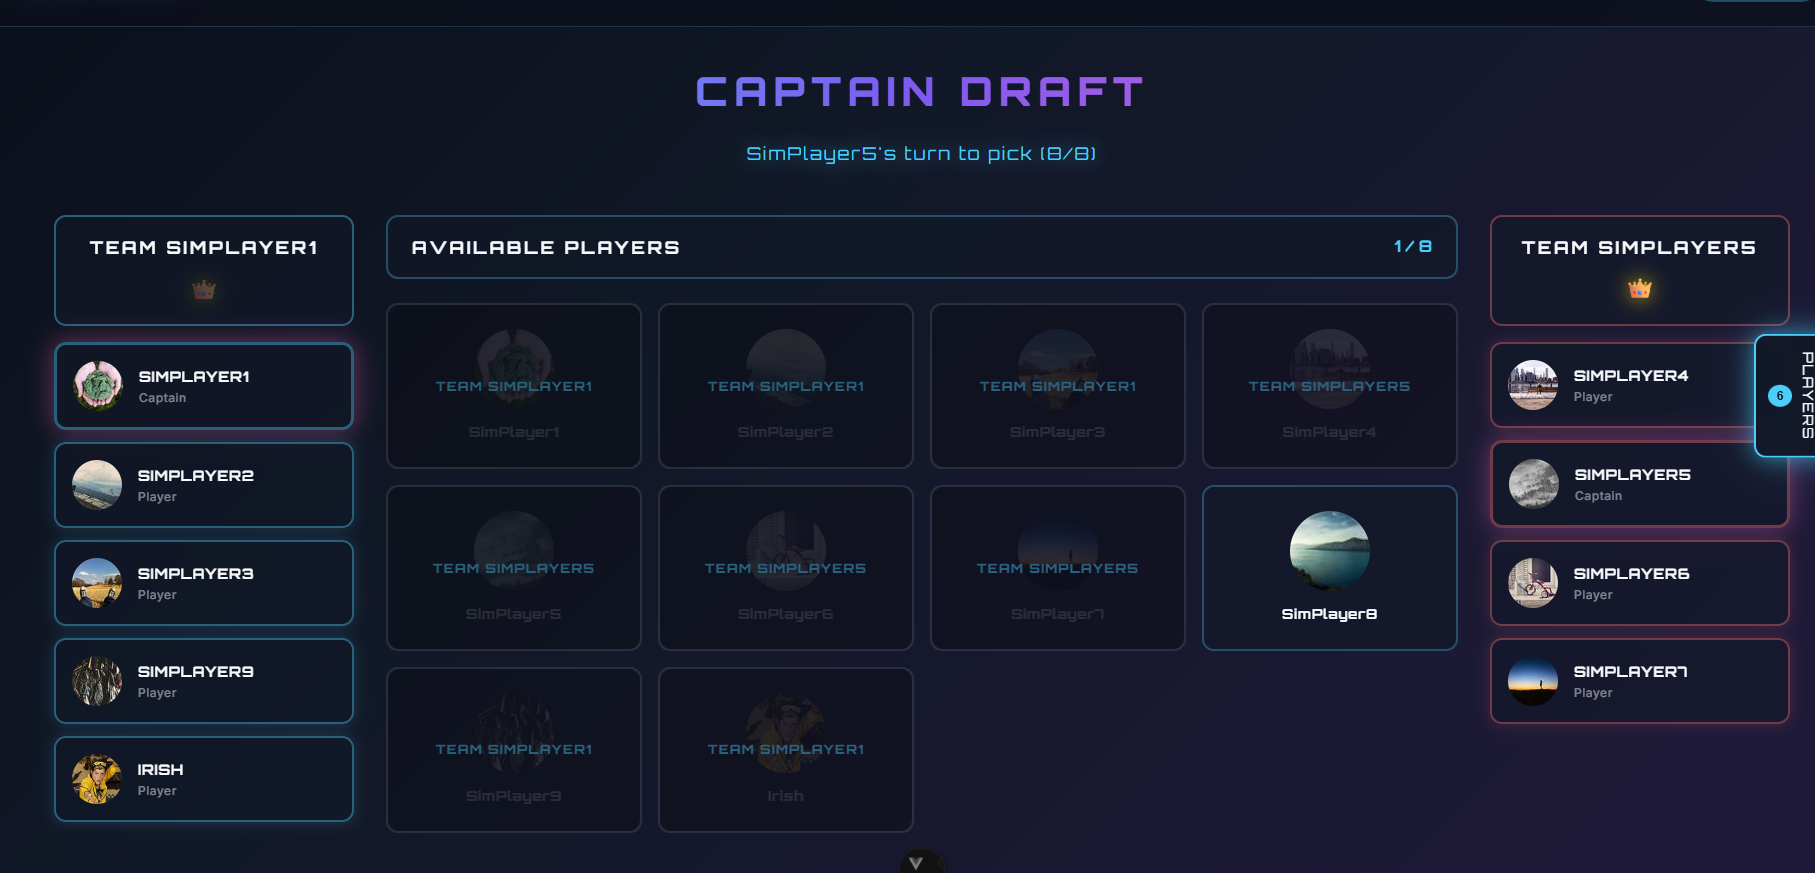 CAPTAIN DRAFT
SimPlayer5's turn to pick (8/8)
TEAM SIMPLAYER1
SIMPLAYER1
Captain
SIMPLAYER2
Player
SIMPLAYER3
Player
SIMPLAYER9
Player
IRISH
Player
AVAILABLE PLAYERS
1/8
TEAM SIMPLAYER1
SimPlayer1
TEAM SIMPLAYER1
SimPlayer2
TEAM SIMPLAYER1
SimPlayer3
TEAM SIMPLAYER5
SimPlayer4
TEAM SIMPLAYER5
SimPlayer5
TEAM SIMPLAYER5
SimPlayer6
TEAM SIMPLAYER5
SimPlayer7
SimPlayer8
TEAM SIMPLAYER1
SimPlayer9
TEAM SIMPLAYER1
Irish
TEAM SIMPLAYER5
SIMPLAYER4
Player
SIMPLAYER5
Captain
SIMPLAYER6
Player
SIMPLAYER7
Player
6
PLAYERS